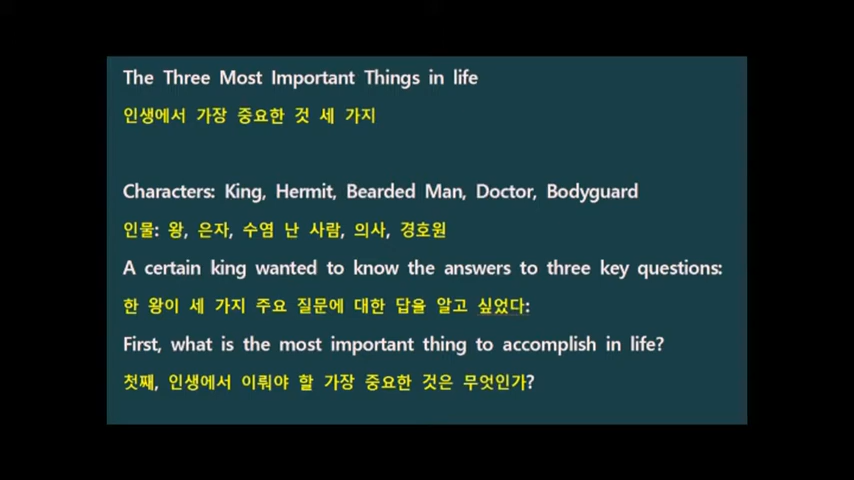 The Three Most Important Things in life
인생에서 가장 중요한 것 세 가지
Characters: King, Hermit, Bearded Man, Doctor, Bodyguard
인물: 왕, 은자, 수염 난 사람, 의사, 경호원
A certain king wanted to know the answers to three key questions:
한 왕이 세 가지 주요 질문에 대한 답을 알고 싶었다:
First, what is the most important thing to accomplish in life?
첫째, 인생에서 이뤄야 할 가장 중요한 것은 무엇인가?